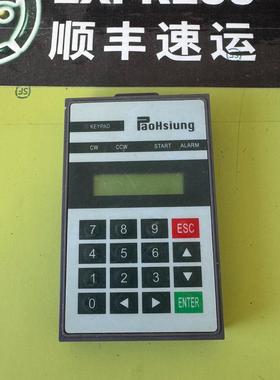 EXPRESS
顺丰速运
KEYPAD PaoHsiung
CW CCW START ALARM
7 8 9 ESC
4 5 6 ▲
1 2 3 ▼
0 ◀ ▶ ENTER
SF